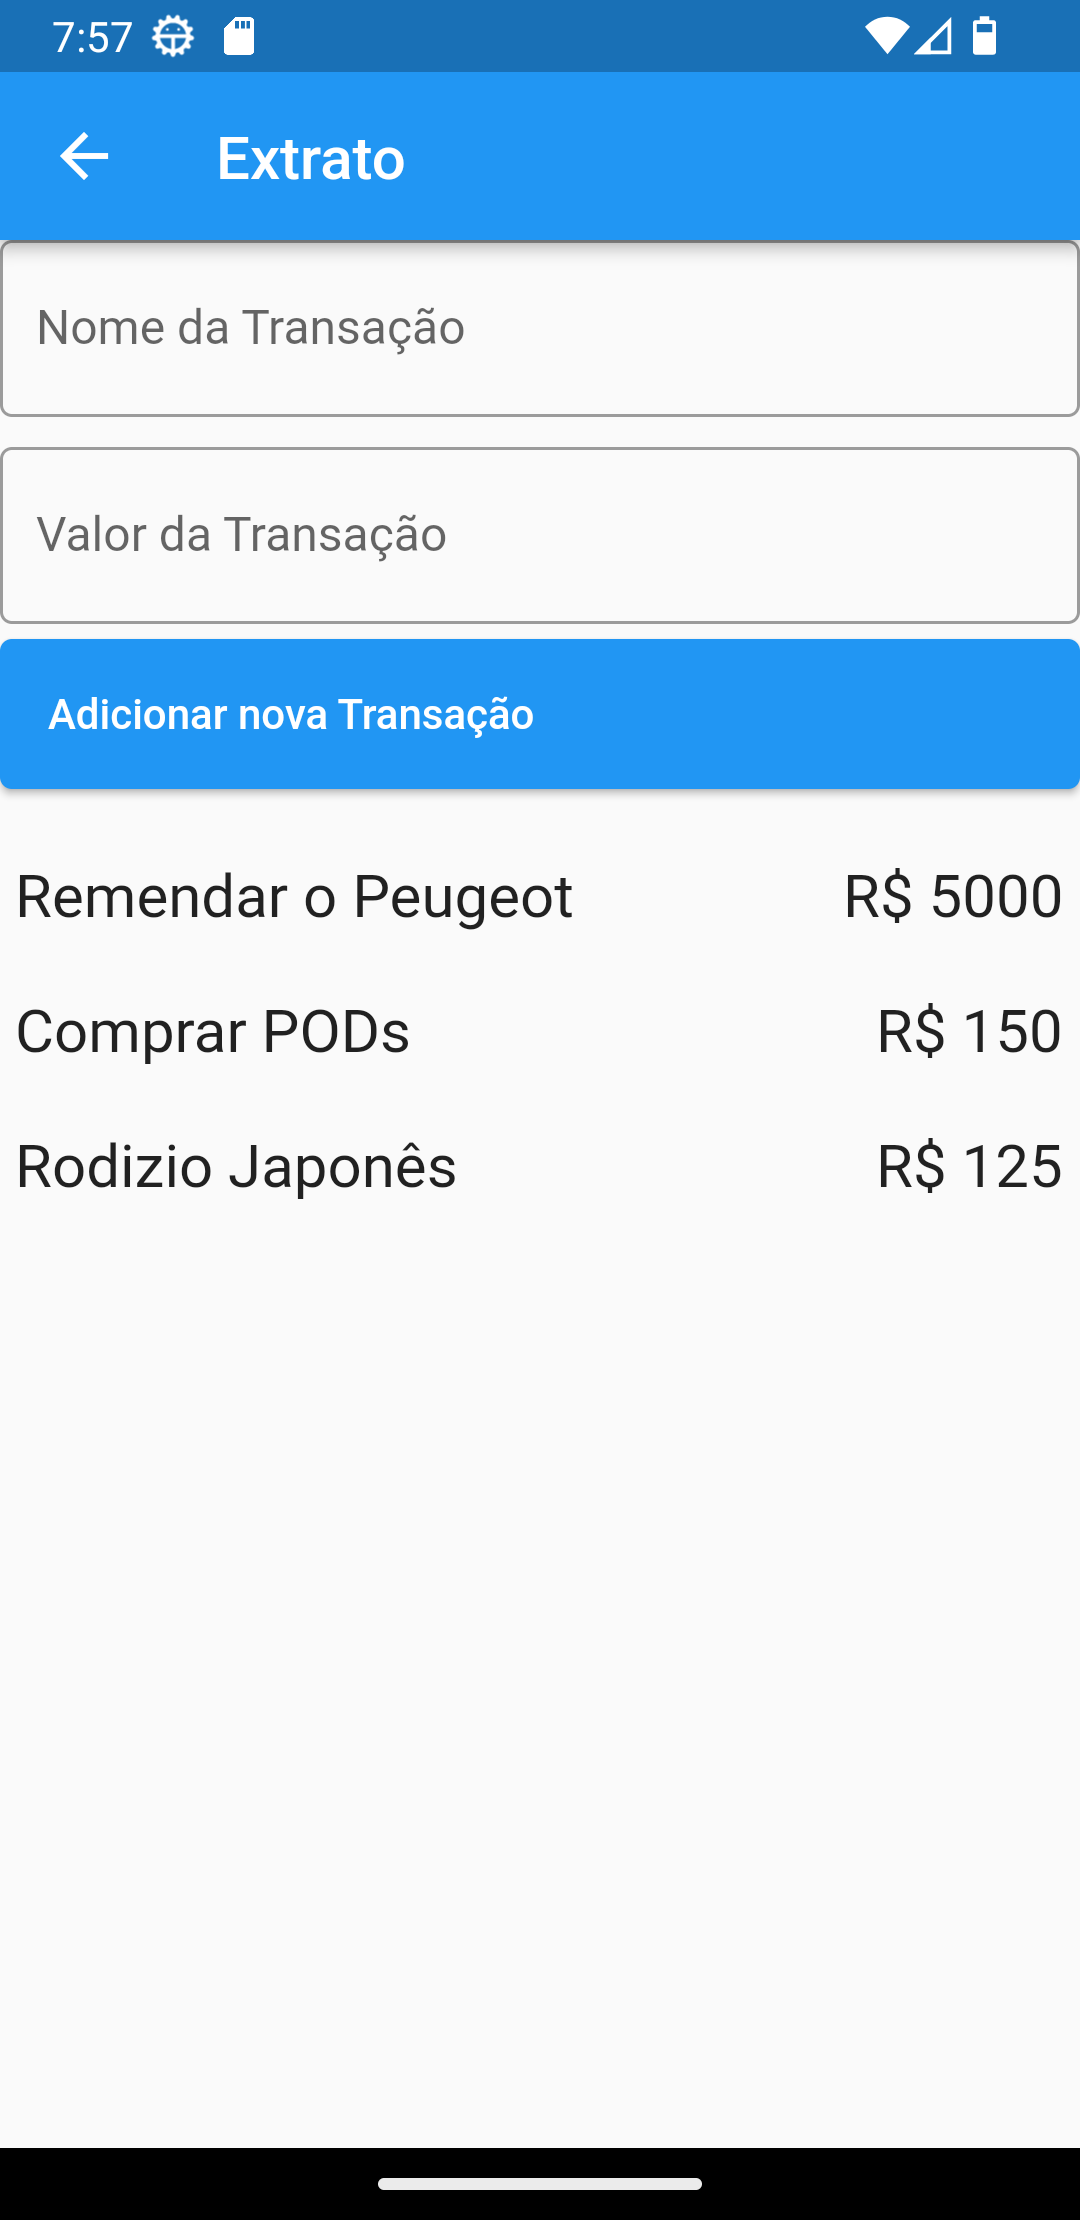 7:57
Extrato
Nome da Transação
Valor da Transação
Adicionar nova Transação
Remendar o Peugeot R$ 5000
Comprar PODs R$ 150
Rodizio Japonês R$ 125